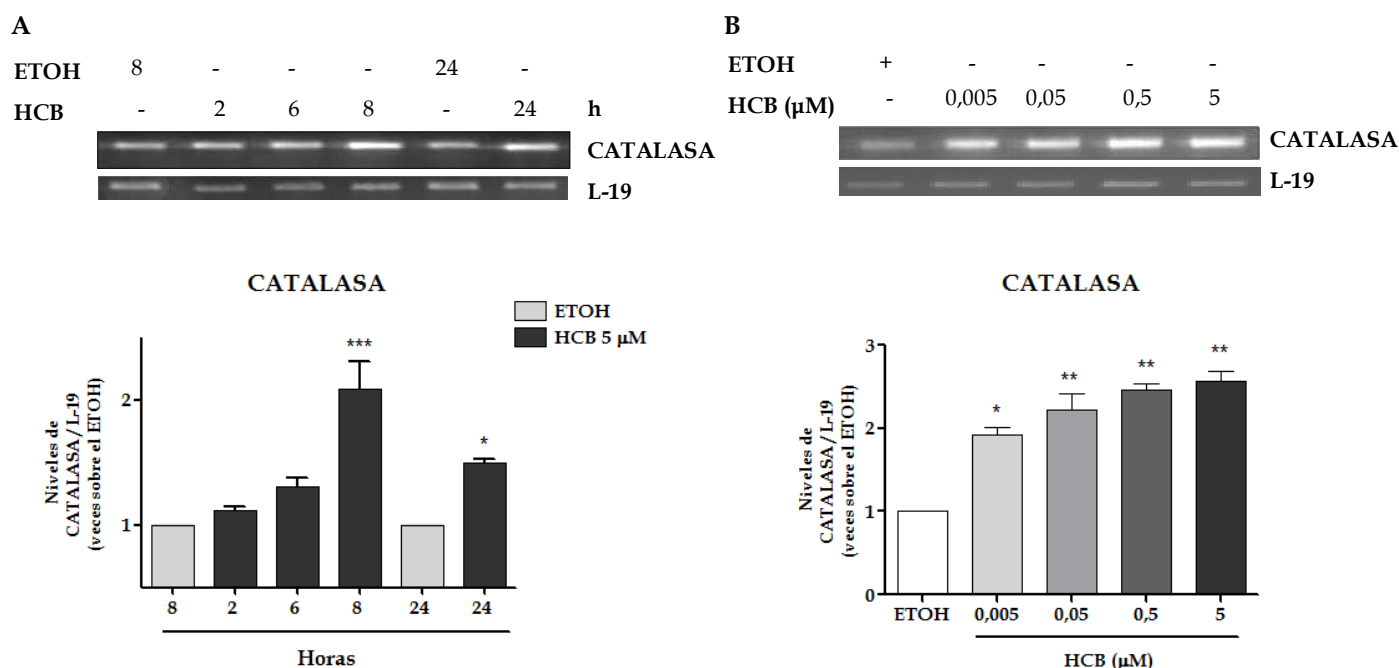 A
ETOH 8 - - - 24 -
HCB - 2 6 8 - 24 h
CATALASA
L-19
CATALASA
ETOH
HCB 5 µM
Niveles de
CATALASA/L-19
(veces sobre el ETOH)
2
1
***
*
8 2 6 8 24 24
Horas
B
ETOH + - - - -
HCB (µM) - 0,005 0,05 0,5 5
CATALASA
L-19
CATALASA
Niveles de
CATALASA/L-19
(veces sobre el ETOH)
3
2
1
0
* ** ** **
ETOH 0,005 0,05 0,5 5
HCB (µM)